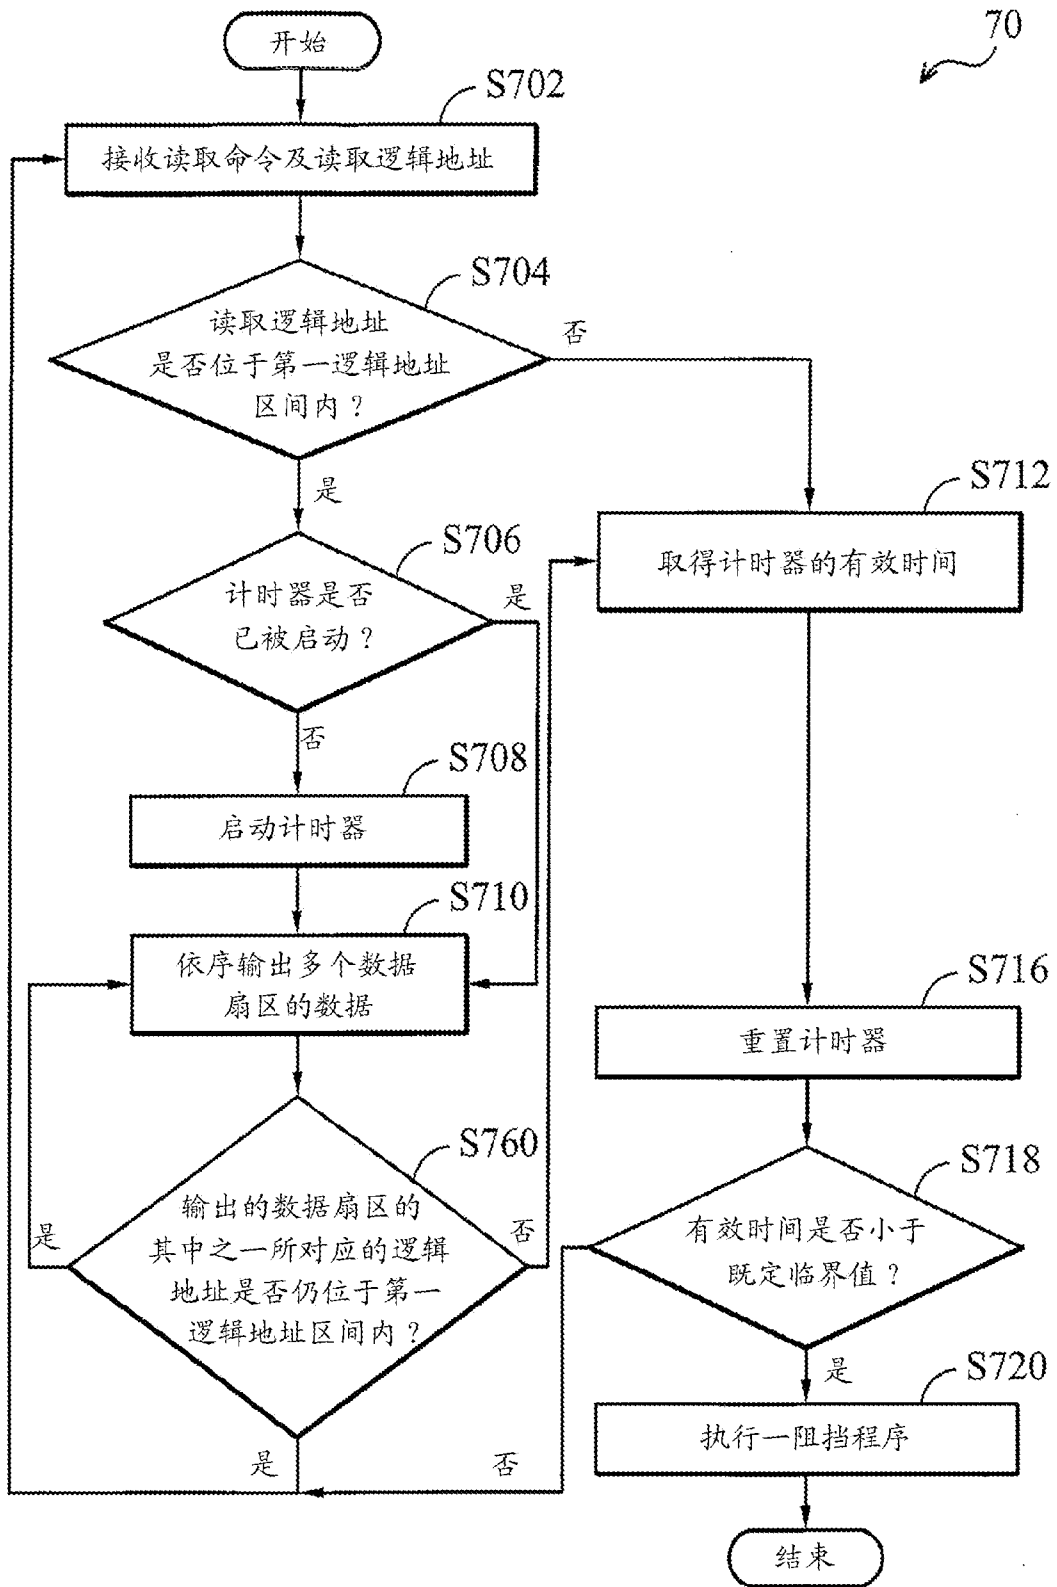 开始
70
S702
接收读取命令及读取逻辑地址
S704
读取逻辑地址
是否位于第一逻辑地址
区间内？
否
是
S706
计时器是否
已被启动？
是
否
S712
取得计时器的有效时间
S708
启动计时器
S710
依序输出多个数据
扇区的数据
S716
重置计时器
S760
输出的数据扇区的
其中之一所对应的逻辑
地址是否仍位于第一
逻辑地址区间内？
是
否
是
S718
有效时间是否小于
既定临界值？
否
是
S720
执行一阻挡程序
结束